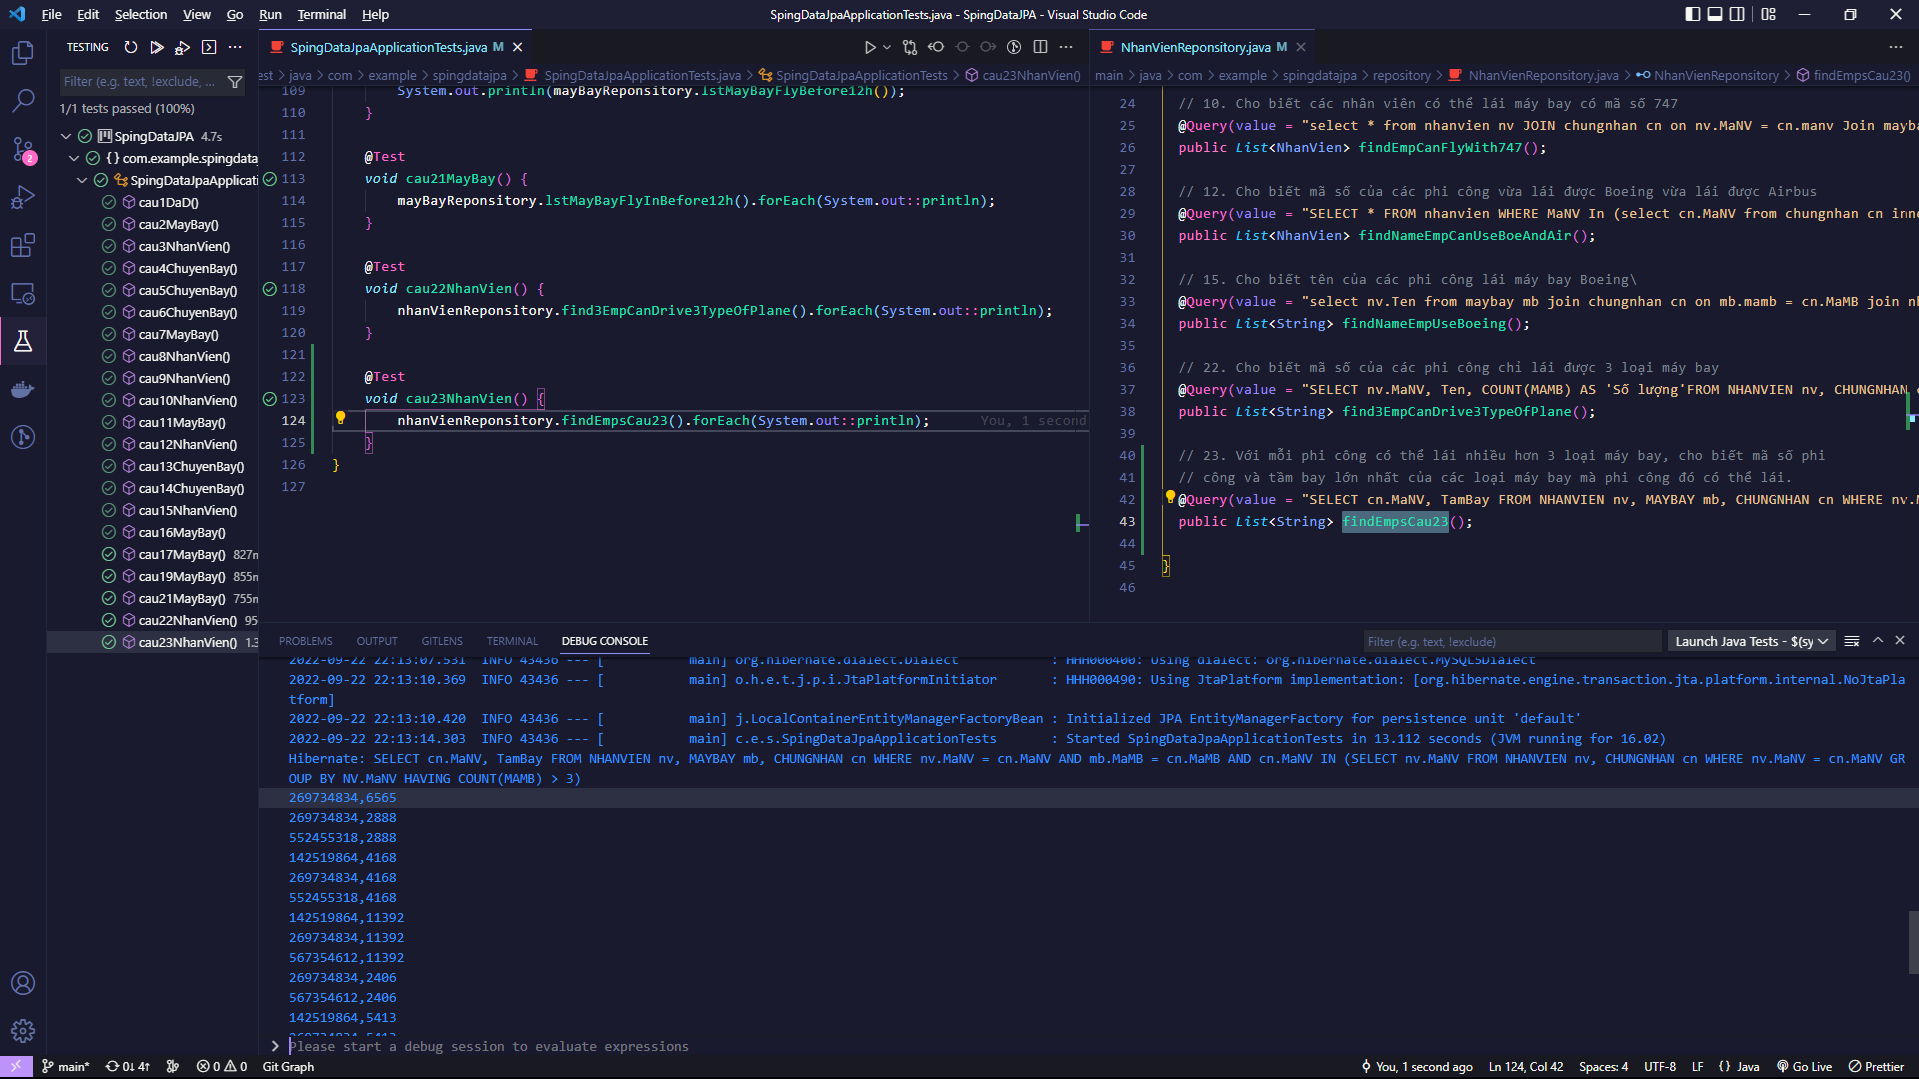 File Edit Selection View Go Run Terminal Help
SpingDataJpaApplicationTests.java - SpingDataJPA - Visual Studio Code
TESTING
Filter (e.g. text, !exclude, ...
1/1 tests passed (100%)
SpingDataJPA 4.7s
{} com.example.spingdata
SpingDataJpaApplicati
cau1DaD()
cau2MayBay()
cau3NhanVien()
cau4ChuyenBay()
cau5ChuyenBay()
cau6ChuyenBay()
cau7MayBay()
cau8NhanVien()
cau9NhanVien()
cau10NhanVien()
cau11MayBay()
cau12NhanVien()
cau13ChuyenBay()
cau14ChuyenBay()
cau15NhanVien()
cau16MayBay()
cau17MayBay() 827m
cau19MayBay() 855m
cau21MayBay() 755m
cau22NhanVien() 95
cau23NhanVien() 1.3
2
SpingDataJpaApplicationTests.java M
est > java > com > example > spingdatajpa > SpingDataJpaApplicationTests.java > SpingDataJpaApplicationTests > cau23NhanVien()
109 System.out.println(mayBayReponsitory.lstMayBayFlyBefore12h());
110 }
111
112 @Test
113 void cau21MayBay() {
114 mayBayReponsitory.lstMayBayFlyInBefore12h().forEach(System.out::println);
115 }
116
117 @Test
118 void cau22NhanVien() {
119 nhanVienReponsitory.find3EmpCanDrive3TypeOfPlane().forEach(System.out::println);
120 }
121
122 @Test
123 void cau23NhanVien() {
124 nhanVienReponsitory.findEmpsCau23().forEach(System.out::println); You, 1 second
125 }
126 }
127
NhanVienReponsitory.java M
main > java > com > example > spingdatajpa > repository > NhanVienReponsitory.java > NhanVienReponsitory > findEmpsCau23()
24 // 10. Cho biết các nhân viên có thể lái máy bay có mã số 747
25 @Query(value = "select * from nhanvien nv JOIN chungnhan cn on nv.MaNV = cn.manv Join mayba
26 public List<NhanVien> findEmpCanFlyWith747();
27
28 // 12. Cho biết mã số của các phi công vừa lái được Boeing vừa lái được Airbus
29 @Query(value = "SELECT * FROM nhanvien WHERE MaNV In (select cn.MaNV from chungnhan cn inne
30 public List<NhanVien> findNameEmpCanUseBoeAndAir();
31
32 // 15. Cho biết tên của các phi công lái máy bay Boeing\
33 @Query(value = "select nv.Ten from maybay mb join chungnhan cn on mb.mamb = cn.MaMB join nh
34 public List<String> findNameEmpUseBoeing();
35
36 // 22. Cho biết mã số của các phi công chỉ lái được 3 loại máy bay
37 @Query(value = "SELECT nv.MaNV, Ten, COUNT(MAMB) AS 'Số lượng'FROM NHANVIEN nv, CHUNGNHAN c
38 public List<String> find3EmpCanDrive3TypeOfPlane();
39
40 // 23. Với mỗi phi công có thể lái nhiều hơn 3 loại máy bay, cho biết mã số phi
41 // công và tầm bay lớn nhất của các loại máy bay mà phi công đó có thể lái.
42 @Query(value = "SELECT cn.MaNV, TamBay FROM NHANVIEN nv, MAYBAY mb, CHUNGNHAN cn WHERE nv.M
43 public List<String> findEmpsCau23();
44
45 }
46
PROBLEMS OUTPUT GITLENS TERMINAL DEBUG CONSOLE
Filter (e.g. text, !exclude)
Launch Java Tests - $(sy
2022-09-22 22:13:07.531 INFO 43436 --- [ main] org.hibernate.dialect.Dialect : HHH000400: Using dialect: org.hibernate.dialect.MySQL5Dialect
2022-09-22 22:13:10.369 INFO 43436 --- [ main] o.h.e.t.j.p.i.JtaPlatformInitiator : HHH000490: Using JtaPlatform implementation: [org.hibernate.engine.transaction.jta.platform.internal.NoJtaPla
tform]
2022-09-22 22:13:10.420 INFO 43436 --- [ main] j.LocalContainerEntityManagerFactoryBean : Initialized JPA EntityManagerFactory for persistence unit 'default'
2022-09-22 22:13:14.303 INFO 43436 --- [ main] c.e.s.SpingDataJpaApplicationTests : Started SpingDataJpaApplicationTests in 13.112 seconds (JVM running for 16.02)
Hibernate: SELECT cn.MaNV, TamBay FROM NHANVIEN nv, MAYBAY mb, CHUNGNHAN cn WHERE nv.MaNV = cn.MaNV AND mb.MaMB = cn.MaMB AND cn.MaNV IN (SELECT nv.MaNV FROM NHANVIEN nv, CHUNGNHAN cn WHERE nv.MaNV = cn.MaNV GR
OUP BY NV.MaNV HAVING COUNT(MAMB) > 3)
269734834,6565
269734834,2888
552455318,2888
142519864,4168
269734834,4168
552455318,4168
142519864,11392
269734834,11392
567354612,11392
269734834,2406
567354612,2406
142519864,5413
269734834,5413
Please start a debug session to evaluate expressions
main* 0↓ 4↑ 0 0 Git Graph
You, 1 second ago Ln 124, Col 42 Spaces: 4 UTF-8 LF {} Java Go Live Prettier